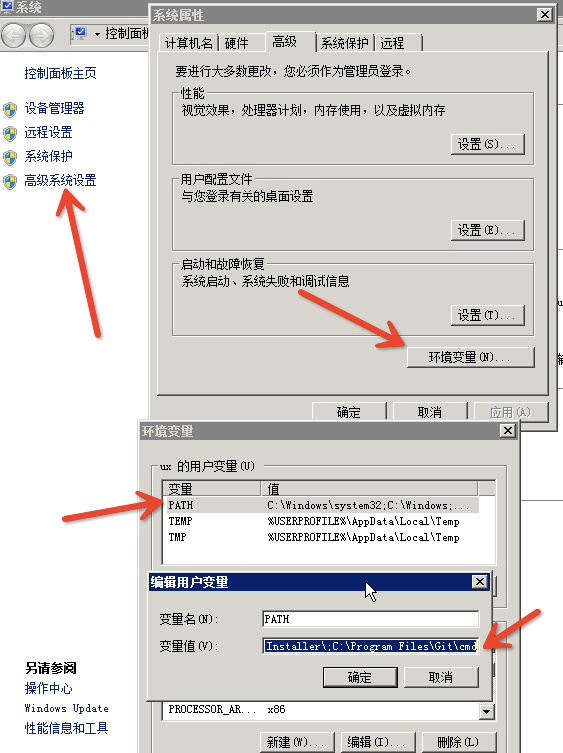 系统
控制面板
控制面板主页
设备管理器
远程设置
系统保护
高级系统设置
系统属性
计算机名 硬件 高级 系统保护 远程
要进行大多数更改，您必须作为管理员登录。
性能
视觉效果，处理器计划，内存使用，以及虚拟内存
设置(S)...
用户配置文件
与您登录有关的桌面设置
设置(E)...
启动和故障恢复
系统启动、系统失败和调试信息
设置(T)...
环境变量(N)...
确定 取消 应用(A)
环境变量
ux 的用户变量(U)
变量 值
PATH C:\Windows\system32;C:\Windows;...
TEMP %USERPROFILE%\AppData\Local\Temp
TMP %USERPROFILE%\AppData\Local\Temp
编辑用户变量
变量名(N): PATH
变量值(V): Installer\;C:\Program Files\Git\cmd
确定 取消
PROCESSOR_AR... x86
新建(W)... 编辑(I)... 删除(L)
另请参阅
操作中心
Windows Update
性能信息和工具